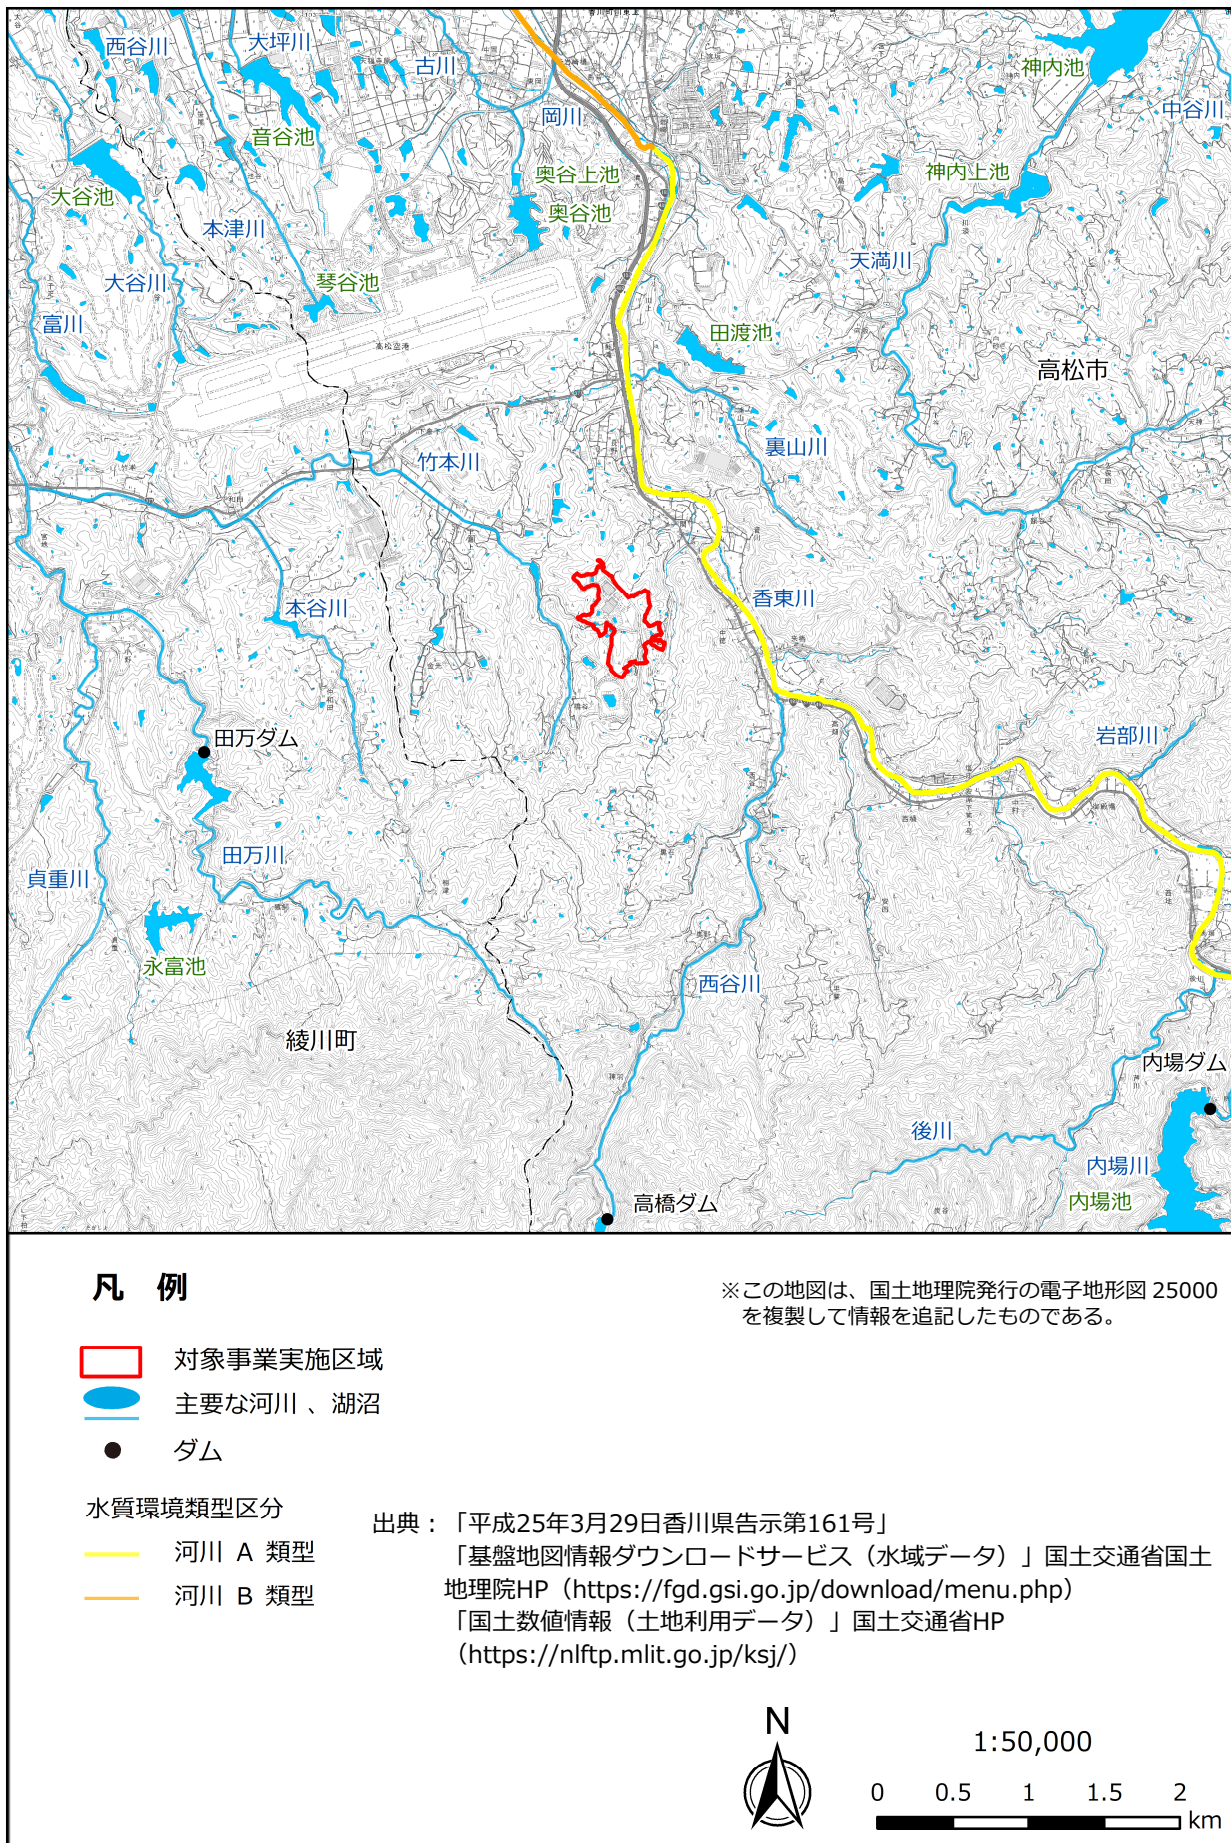 西谷川
大坪川
古川
神内池
中谷川
岡川
音谷池
大谷池
奥谷上池
奥谷池
神内上池
本津川
大谷川
琴谷池
天満川
富川
田渡池
高松空港
高松市
竹本川
裏山川
本谷川
香東川
田万ダム
岩部川
田万川
貞重川
永富池
西谷川
綾川町
内場ダム
後川
内場川
内場池
高橋ダム
凡 例
※この地図は、国土地理院発行の電子地形図 25000
を複製して情報を追記したものである。
対象事業実施区域
主要な河川 、湖沼
ダム
水質環境類型区分
河川 A 類型
河川 B 類型
出典：「平成25年3月29日香川県告示第161号」
「基盤地図情報ダウンロードサービス（水域データ）」国土交通省国土
地理院HP（https://fgd.gsi.go.jp/download/menu.php）
「国土数値情報（土地利用データ）」国土交通省HP
（https://nlftp.mlit.go.jp/ksj/）
N
1:50,000
0 0.5 1 1.5 2
km